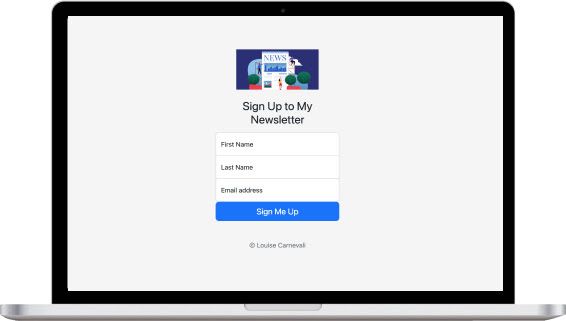 NEWS
Sign Up to My
Newsletter
First Name
Last Name
Email address
Sign Me Up
© Louise Carnevali